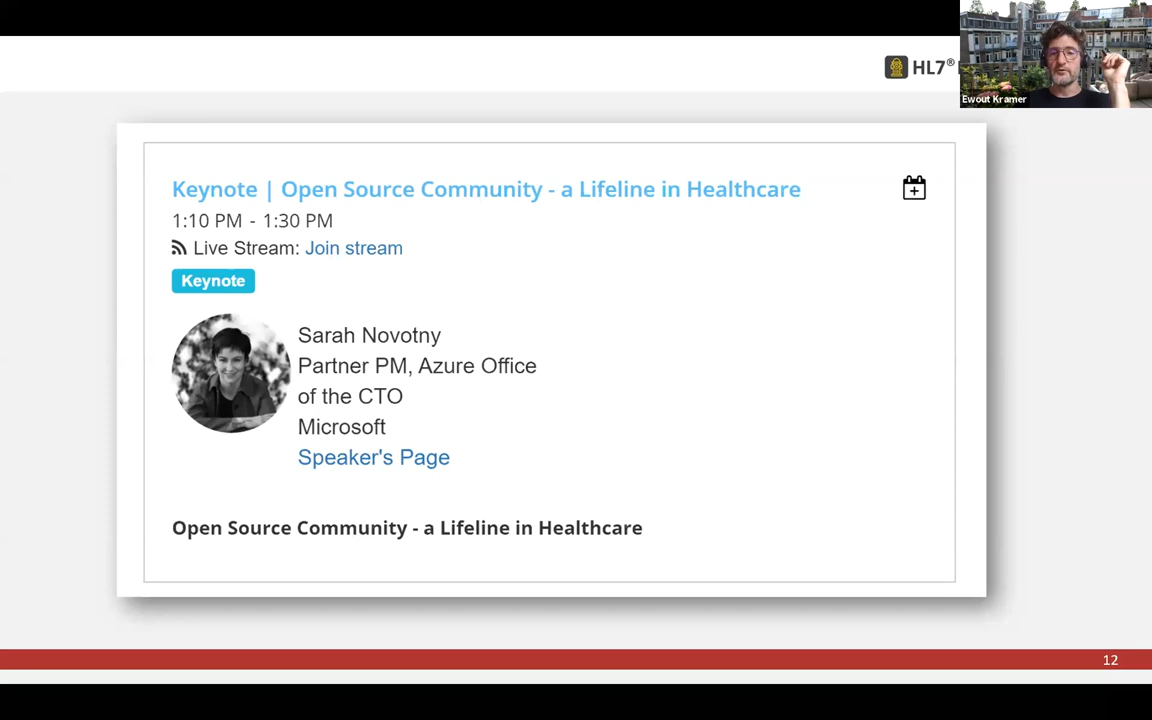 HL7®
Ewout Kramer
Keynote | Open Source Community - a Lifeline in Healthcare
1:10 PM - 1:30 PM
Live Stream: Join stream
Keynote
Sarah Novotny
Partner PM, Azure Office
of the CTO
Microsoft
Speaker's Page
Open Source Community - a Lifeline in Healthcare
12